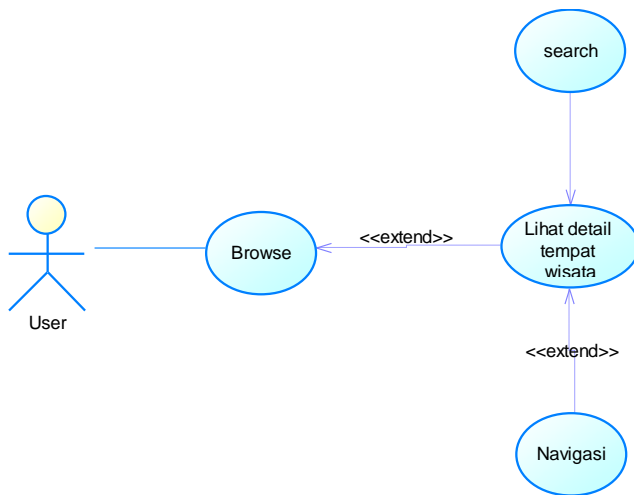 search
Lihat detail
tempat
wisata
<<extend>>
Browse
User
<<extend>>
Navigasi